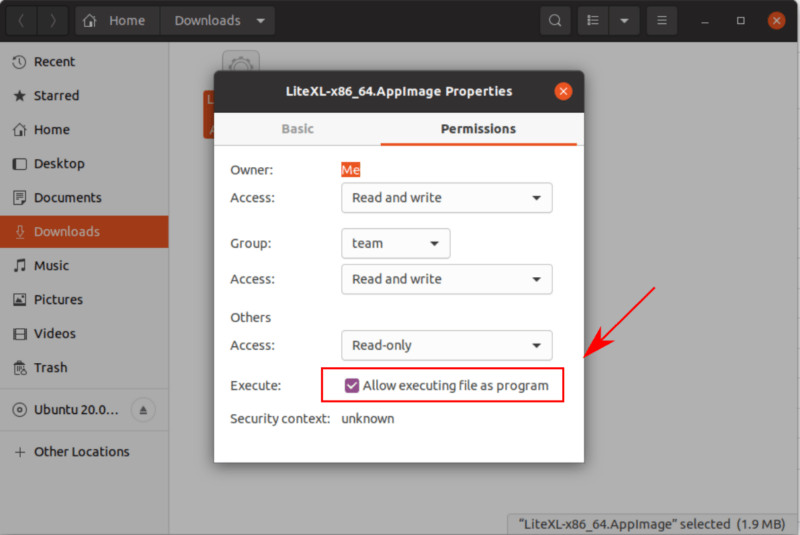 Home Downloads
LiteXL-x86_64.AppImage Properties
Basic Permissions
Owner: Me
Access: Read and write
Group: team
Access: Read and write
Others
Access: Read-only
Execute: Allow executing file as program
Security context: unknown
Recent
Starred
Home
Desktop
Documents
Downloads
Music
Pictures
Videos
Trash
Ubuntu 20.0...
Other Locations
"LiteXL-x86_64.AppImage" selected (1.9 MB)